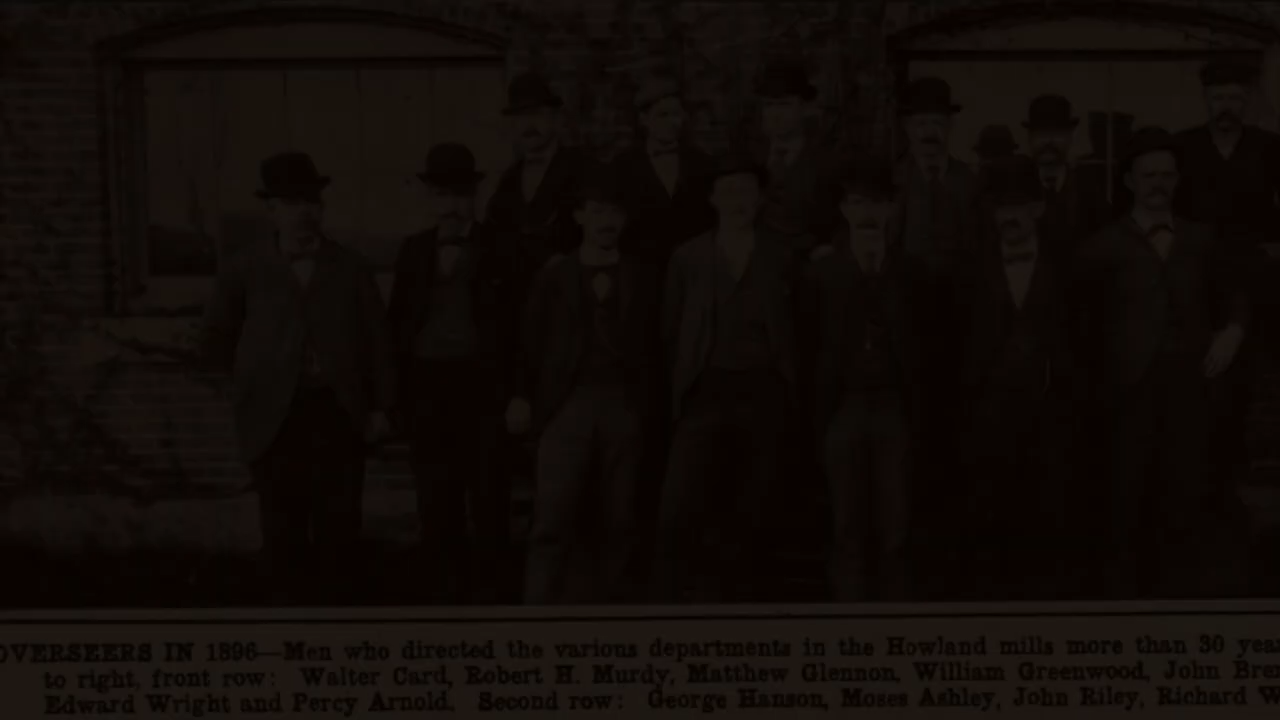 OVERSEERS IN 1896—Men who directed the various departments in the Howland mills more than 30
to right, front row: Walter Card, Robert H. Murdy, Matthew Glennon, William Greenwood, John
Edward Wright and Percy Arnold. Second row: George Hanson, Moses Ashley, John Riley, Richard